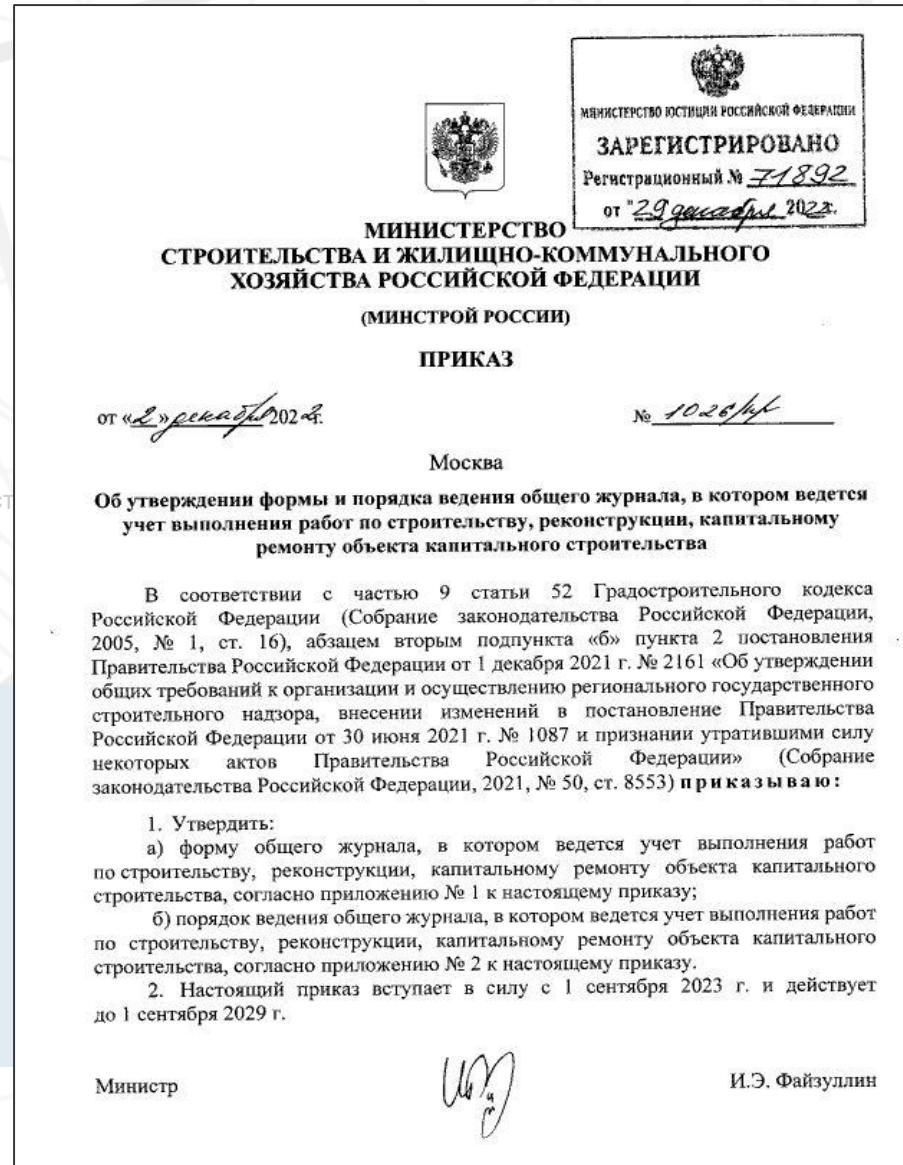 МИНИСТЕРСТВО ЮСТИЦИИ РОССИЙСКОЙ ФЕДЕРАЦИИ
ЗАРЕГИСТРИРОВАНО
Регистрационный № 71892
от "29 декабря 2022г.
МИНИСТЕРСТВО
СТРОИТЕЛЬСТВА И ЖИЛИЩНО-КОММУНАЛЬНОГО
ХОЗЯЙСТВА РОССИЙСКОЙ ФЕДЕРАЦИИ
(МИНСТРОЙ РОССИИ)
ПРИКАЗ
от «2» декабря 2022г.
№ 1026/пр
Москва
Об утверждении формы и порядка ведения общего журнала, в котором ведется
учет выполнения работ по строительству, реконструкции, капитальному
ремонту объекта капитального строительства
В соответствии с частью 9 статьи 52 Градостроительного кодекса
Российской Федерации (Собрание законодательства Российской Федерации,
2005, № 1, ст. 16), абзацем вторым подпункта «б» пункта 2 постановления
Правительства Российской Федерации от 1 декабря 2021 г. № 2161 «Об утверждении
общих требований к организации и осуществлению регионального государственного
строительного надзора, внесении изменений в постановление Правительства
Российской Федерации от 30 июня 2021 г. № 1087 и признании утратившими силу
некоторых актов Правительства Российской Федерации» (Собрание
законодательства Российской Федерации, 2021, № 50, ст. 8553) приказываю:
1. Утвердить:
а) форму общего журнала, в котором ведется учет выполнения работ
по строительству, реконструкции, капитальному ремонту объекта капитального
строительства, согласно приложению № 1 к настоящему приказу;
б) порядок ведения общего журнала, в котором ведется учет выполнения работ
по строительству, реконструкции, капитальному ремонту объекта капитального
строительства, согласно приложению № 2 к настоящему приказу.
2. Настоящий приказ вступает в силу с 1 сентября 2023 г. и действует
до 1 сентября 2029 г.
Министр
И.Э. Файзуллин